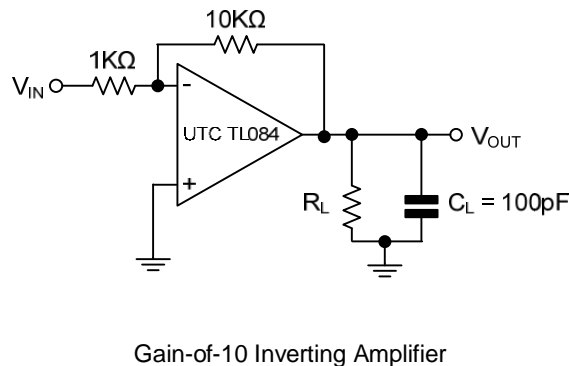 10KΩ
1KΩ
VIN
-
UTC TL084
+
VOUT
RL
CL = 100pF
Gain-of-10 Inverting Amplifier